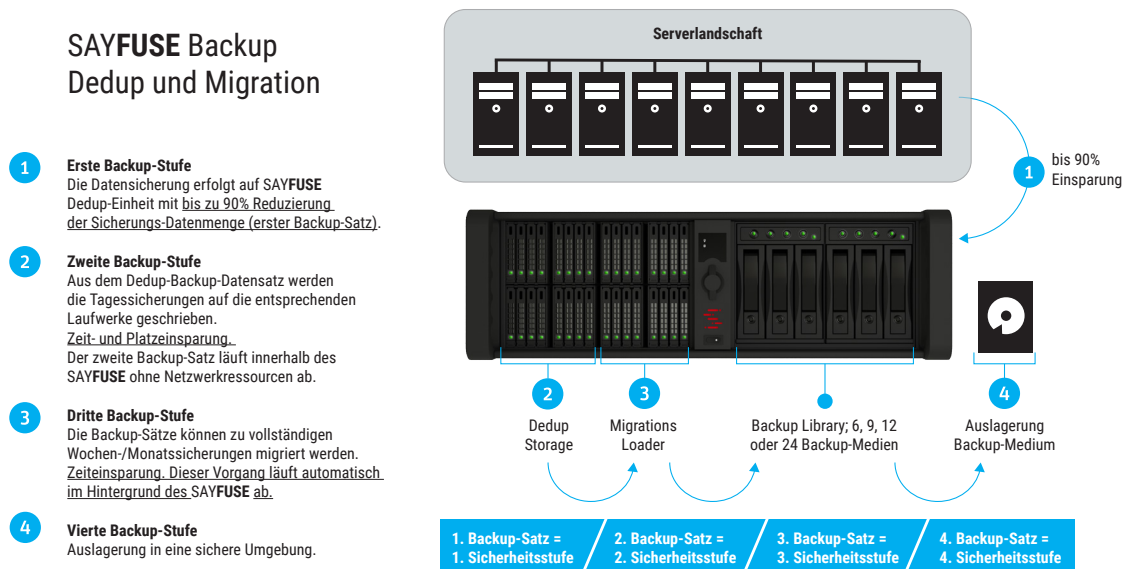 SAYFUSE Backup
Dedup und Migration
1
Erste Backup-Stufe
Die Datensicherung erfolgt auf SAYFUSE
Dedup-Einheit mit bis zu 90% Reduzierung
der Sicherungs-Datenmenge (erster Backup-Satz).
2
Zweite Backup-Stufe
Aus dem Dedup-Backup-Datensatz werden
die Tagessicherungen auf die entsprechenden
Laufwerke geschrieben.
Zeit- und Platzeinsparung.
Der zweite Backup-Satz läuft innerhalb des
SAYFUSE ohne Netzwerkressourcen ab.
3
Dritte Backup-Stufe
Die Backup-Sätze können zu vollständigen
Wochen-/Monatssicherungen migriert werden.
Zeiteinsparung. Dieser Vorgang läuft automatisch
im Hintergrund des SAYFUSE ab.
4
Vierte Backup-Stufe
Auslagerung in eine sichere Umgebung.
Serverlandschaft
1
bis 90%
Einsparung
2
Dedup
Storage
3
Migrations
Loader
Backup Library; 6, 9, 12
oder 24 Backup-Medien
4
Auslagerung
Backup-Medium
1. Backup-Satz =
1. Sicherheitsstufe
2. Backup-Satz =
2. Sicherheitsstufe
3. Backup-Satz =
3. Sicherheitsstufe
4. Backup-Satz =
4. Sicherheitsstufe